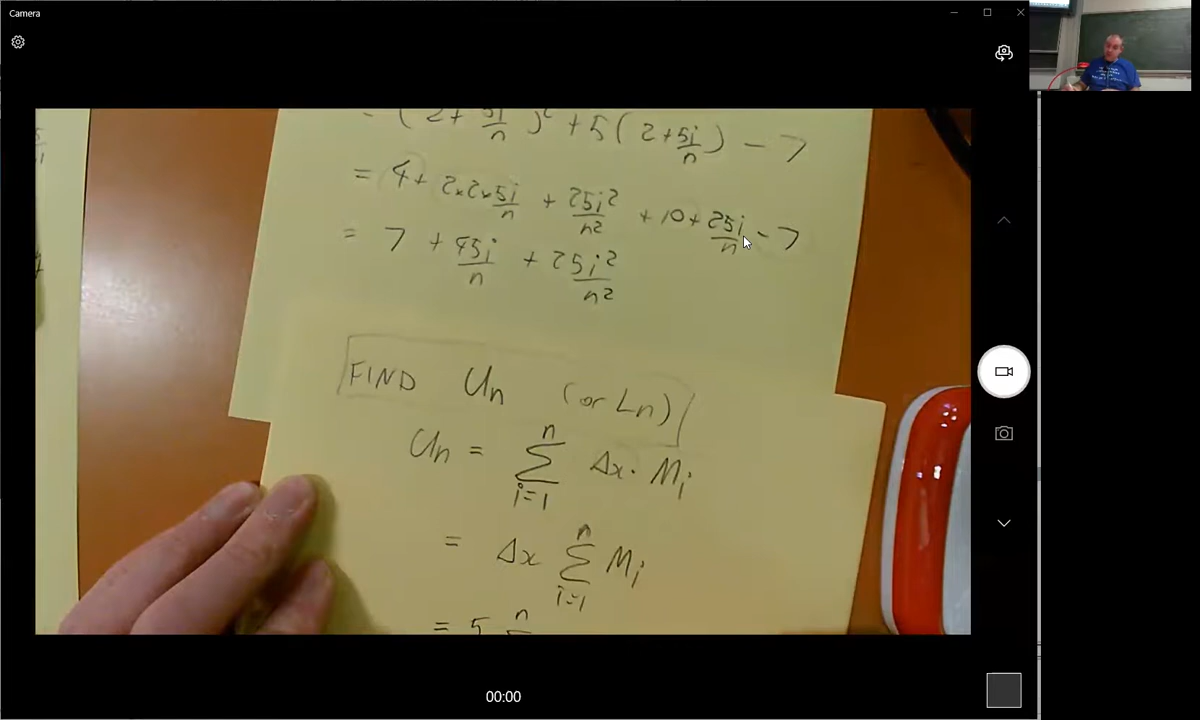 Camera
= (2 + 5i/n)² + 5(2 + 5i/n) - 7
= 4 + 2×2×5i/n + 25i²/n² + 10 + 25i/n - 7
= 7 + 45i/n + 25i²/n²
FIND Un (or Ln)
Un = Σ_{i=1}^{n} Δx · Mi
= Δx Σ_{i=1}^{n} Mi
= 5 n
00:00